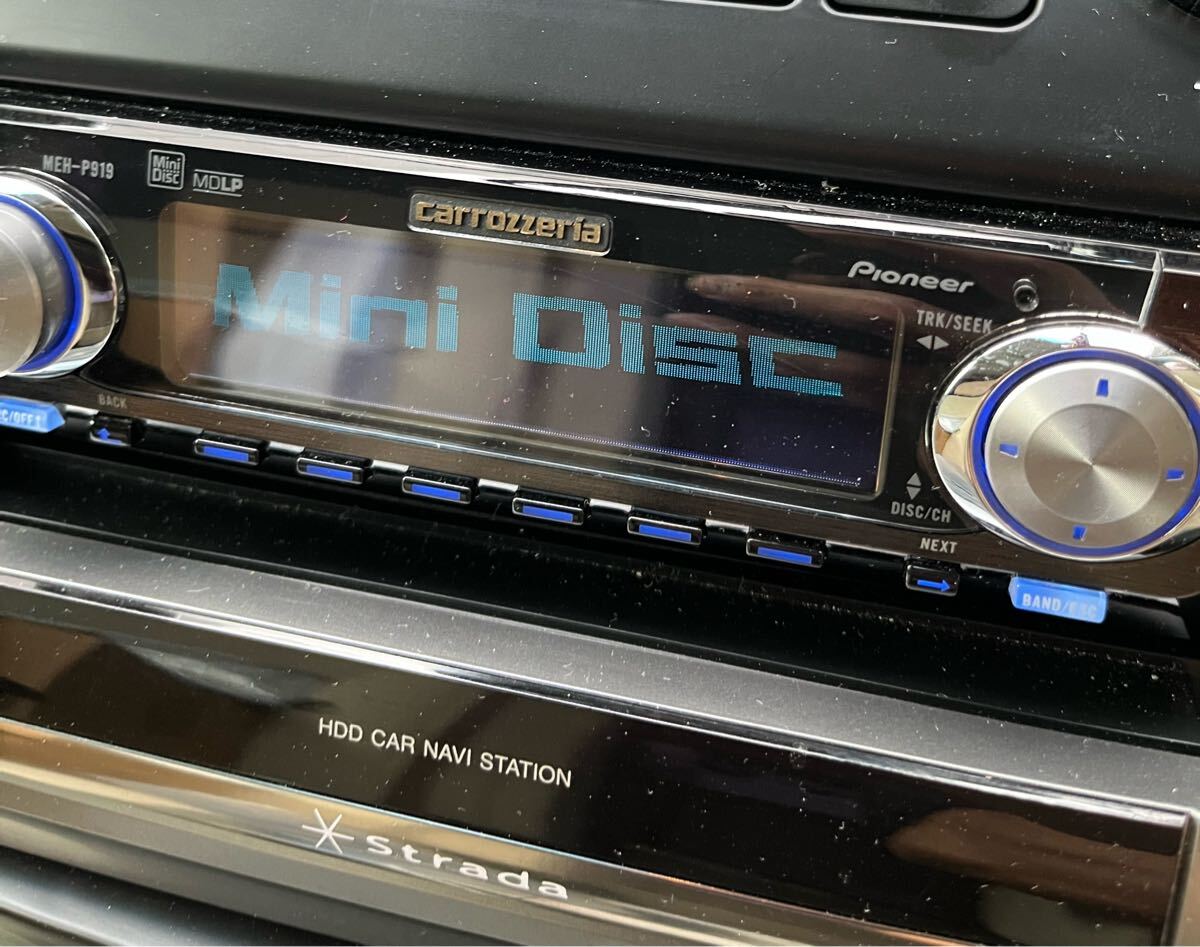 MEH-P919
Mini
Disc
MDLP
carrozzeria
Pioneer
TRK/SEEK
Mini Disc
BACK
DISC/CH
NEXT
BAND/ESC
HDD CAR NAVI STATION
Strada